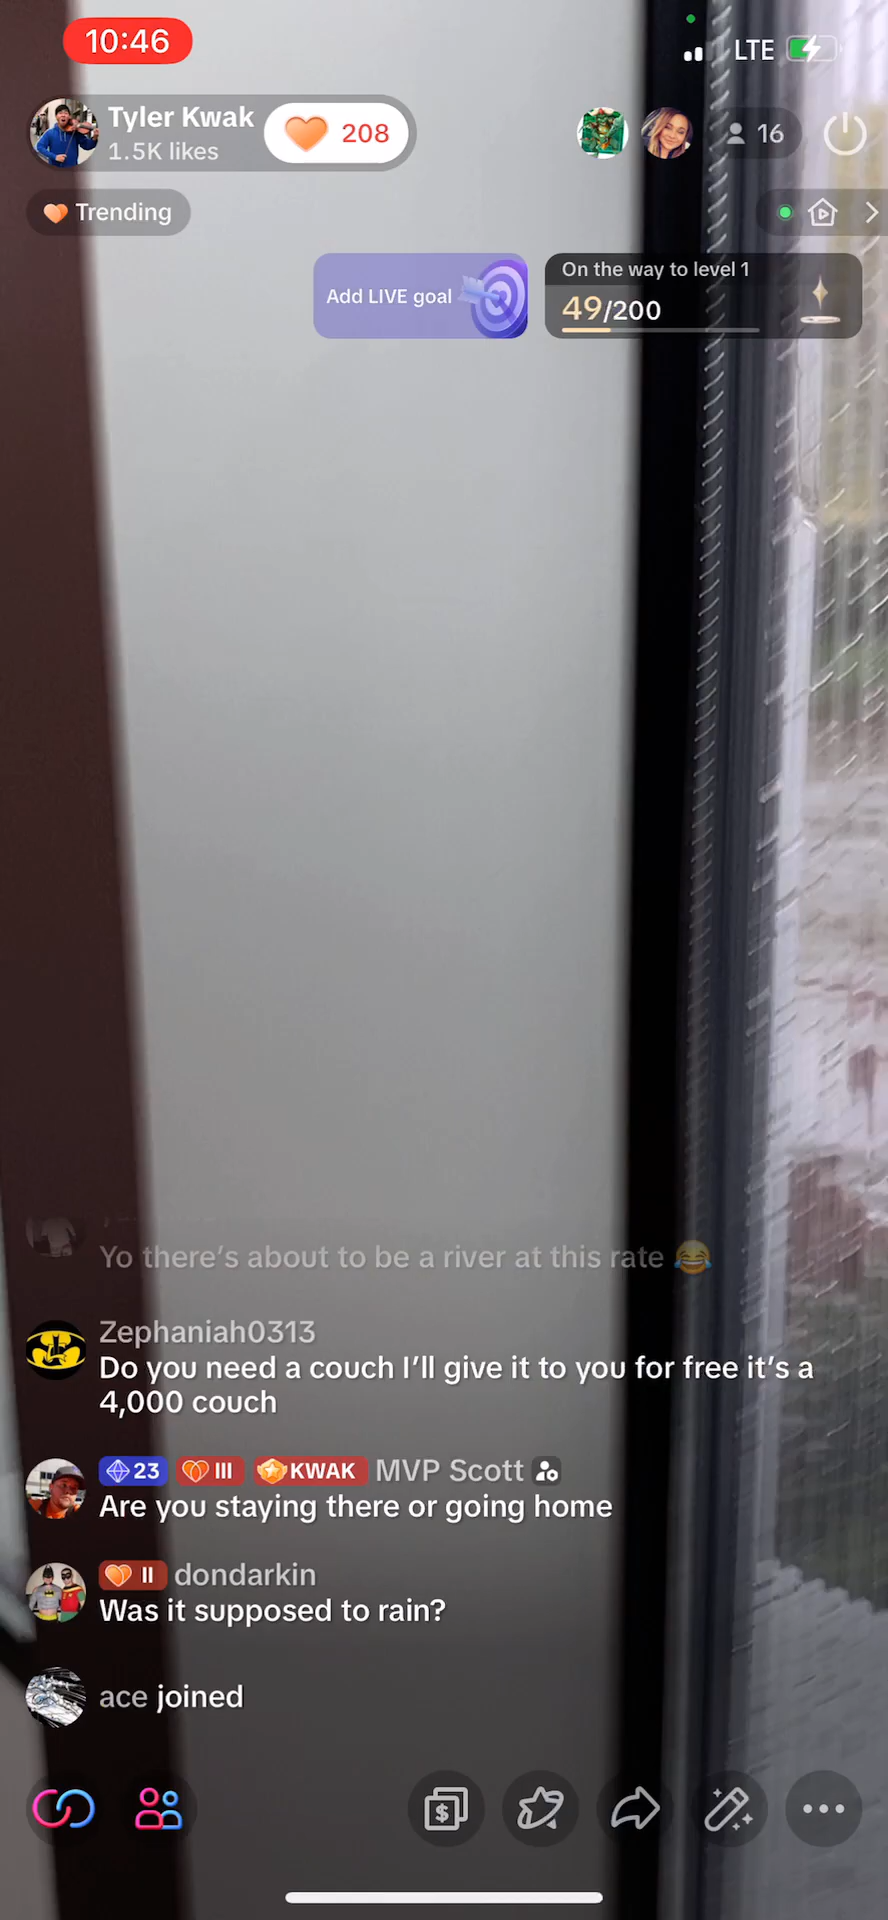 10:46
LTE
Tyler Kwak
1.5K likes
208
16
Trending
Add LIVE goal
On the way to level 1
49/200
Yo there's about to be a river at this rate 😂
Zephaniah0313
Do you need a couch I'll give it to you for free it's a
4,000 couch
23 III KWAK MVP Scott
Are you staying there or going home
II dondarkin
Was it supposed to rain?
ace joined